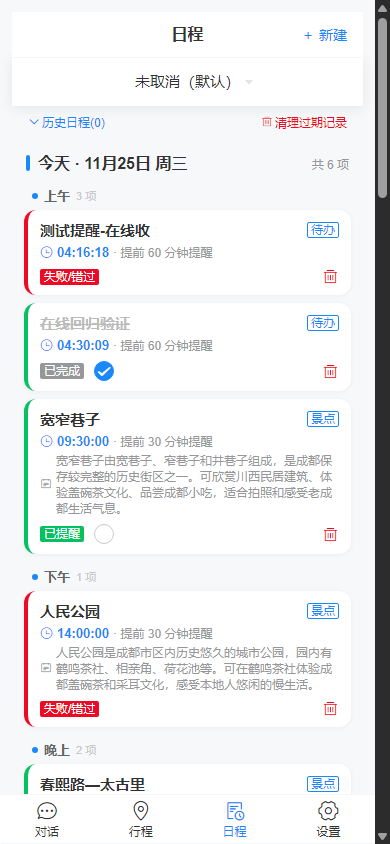 日程
+ 新建
未取消（默认）
历史日程(0)
清理过期记录
今天 · 11月25日 周三
共 6 项
上午 3 项
测试提醒-在线收
待办
04:16:18 · 提前 60 分钟提醒
失败/错过
在线回归验证
待办
04:30:09 · 提前 60 分钟提醒
已完成
宽窄巷子
景点
09:30:00 · 提前 30 分钟提醒
宽窄巷子由宽巷子、窄巷子和井巷子组成，是成都保
存较完整的历史街区之一。可欣赏川西民居建筑、体
验盖碗茶文化、品尝成都小吃，适合拍照和感受老成
都生活气息。
已提醒
下午 1 项
人民公园
景点
14:00:00 · 提前 30 分钟提醒
人民公园是成都市区内历史悠久的城市公园，园内有
鹤鸣茶社、相亲角、荷花池等。可在鹤鸣茶社体验成
都盖碗茶和采耳文化，感受本地人悠闲的慢生活。
失败/错过
晚上 2 项
春熙路—太古里
景点
对话
行程
日程
设置